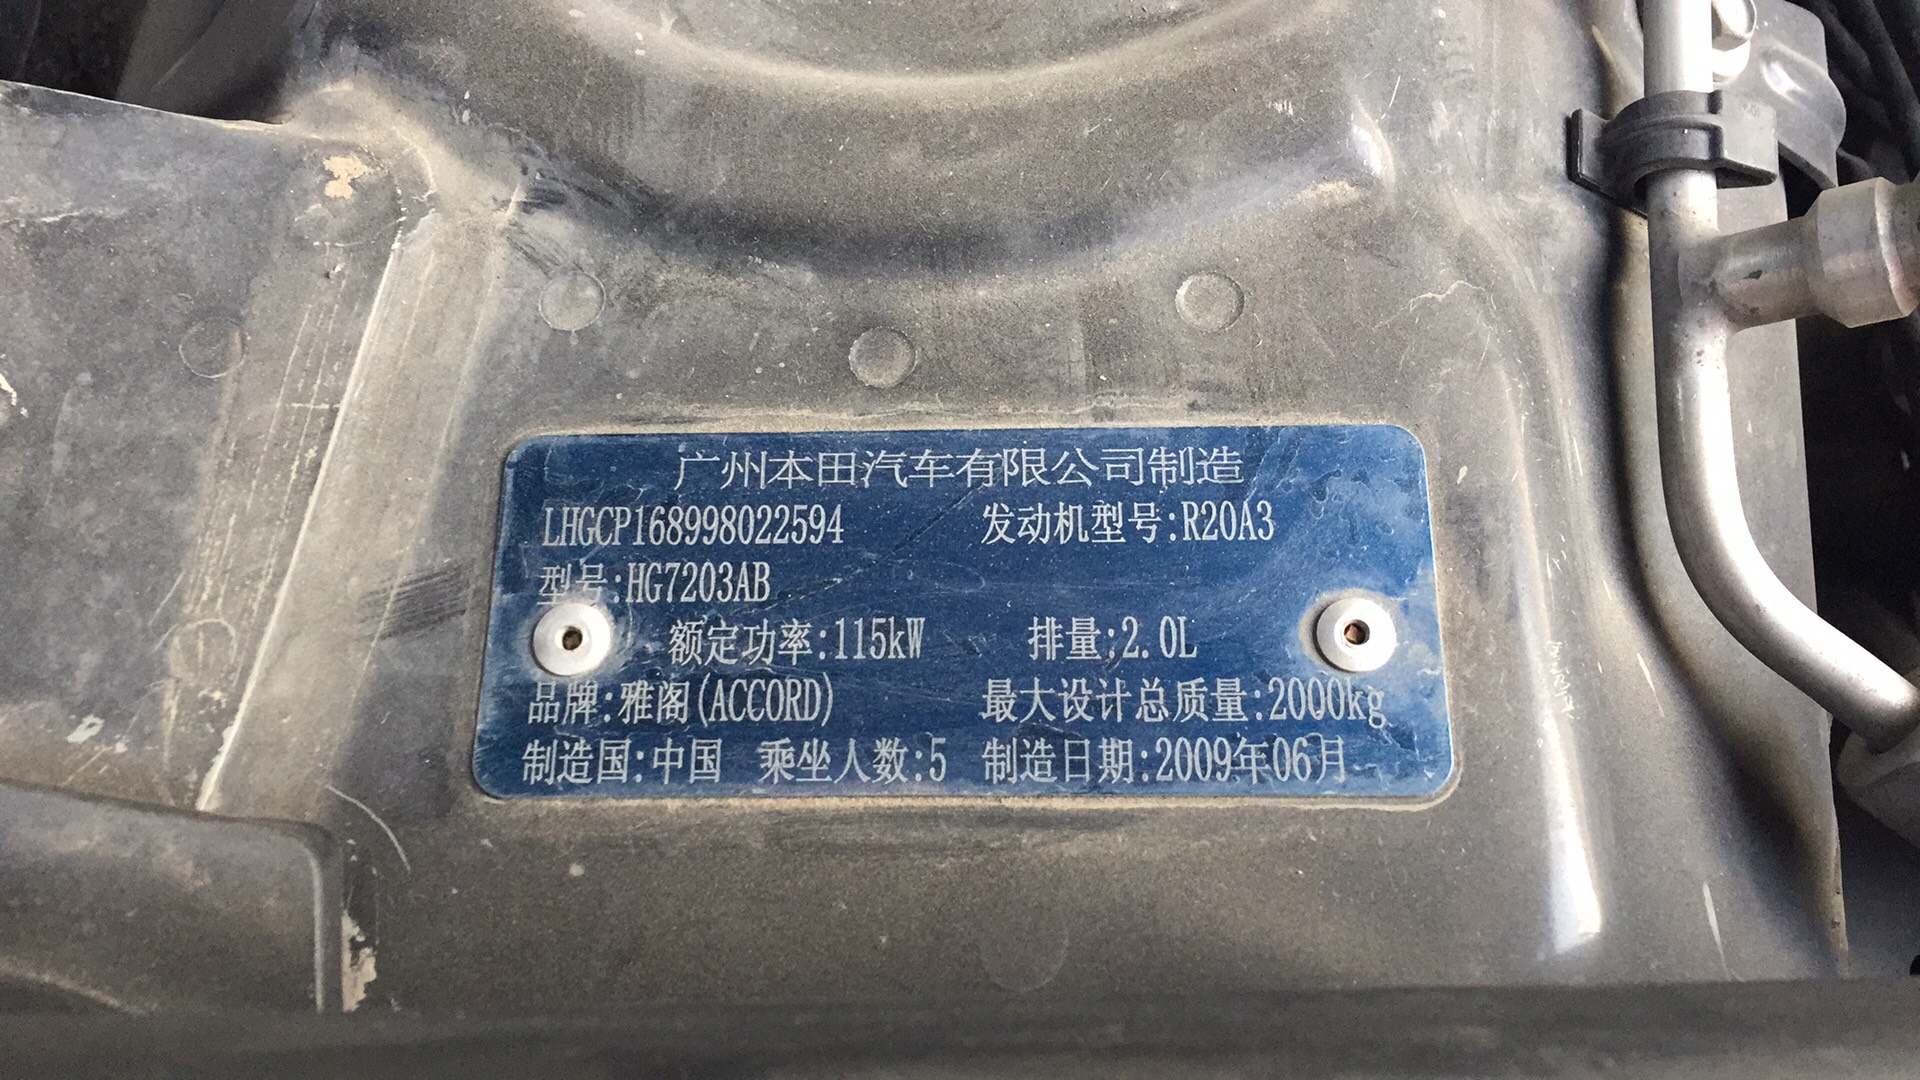 广州本田汽车有限公司制造
LHGCP168998022594 发动机型号:R20A3
型号:HG7203AB
额定功率:115kW 排量:2.0L
品牌:雅阁(ACCORD) 最大设计总质量:2000kg
制造国:中国 乘坐人数:5 制造日期:2009年06月